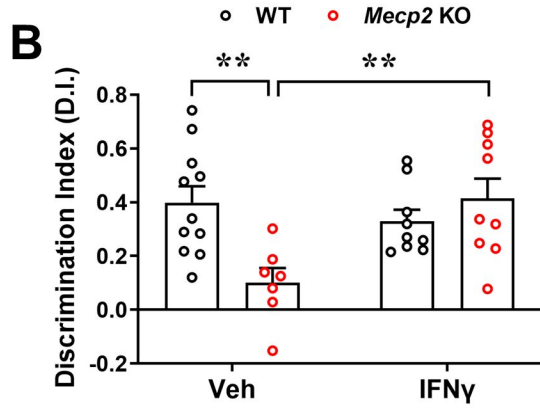 WT Mecp2 KO
B
** **
Discrimination Index (D.I.)
0.8
0.6
0.4
0.2
0.0
-0.2
Veh IFNγ